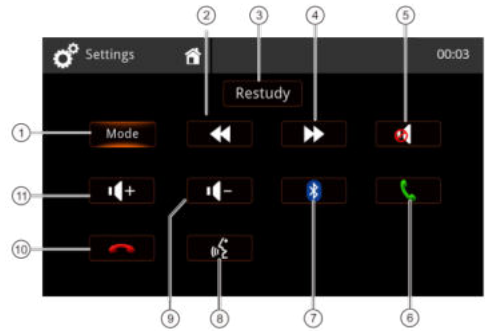 ② ③ ④ ⑤
Settings 00:03
Restudy
① Mode
⑪ + −
⑩
⑨ ⑧ ⑦ ⑥